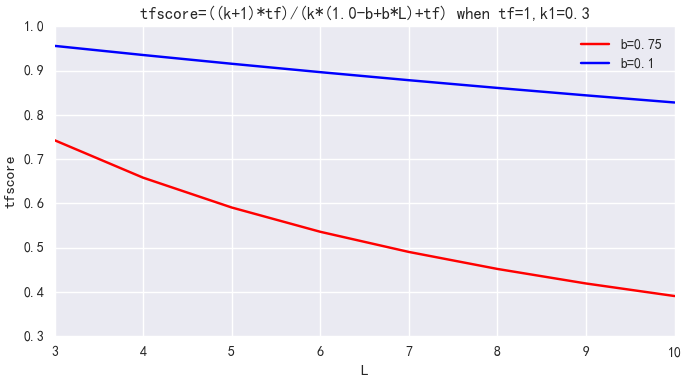 tfscore=((k+1)*tf)/(k*(1.0-b+b*L)+tf) when tf=1,k1=0.3
1.0
0.9
0.8
0.7
0.6
0.5
0.4
0.3
tfscore
b=0.75
b=0.1
3 4 5 6 7 8 9 10
L